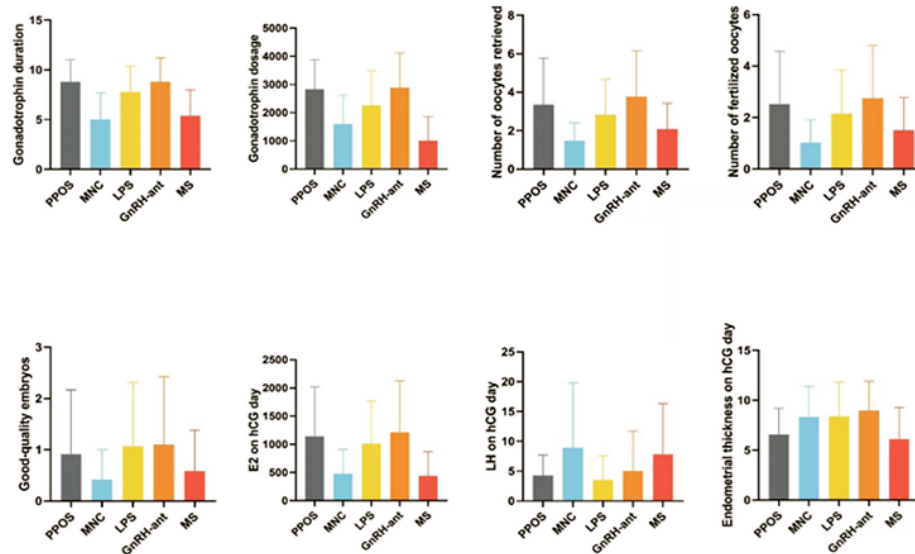 Gonadotrophin duration
15
10
5
0
PPOS
MNC
LPS
GnRH-ant
MS
Gonadotrophin dosage
5000
4000
3000
2000
1000
0
PPOS
MNC
LPS
GnRH-ant
MS
Number of oocytes retrieved
8
6
4
2
0
PPOS
MNC
LPS
GnRH-ant
MS
Number of fertilized oocytes
6
4
2
0
PPOS
MNC
LPS
GnRH-ant
MS
Good-quality embryos
3
2
1
0
PPOS
MNC
LPS
GnRH-ant
MS
E2 on hCG day
2500
2000
1500
1000
500
0
PPOS
MNC
LPS
GnRH-ant
MS
LH on hCG day
25
20
15
10
5
0
PPOS
MNC
LPS
GnRH-ant
MS
Endometrial thickness on hCG day
15
10
5
0
PPOS
MNC
LPS
GnRH-ant
MS